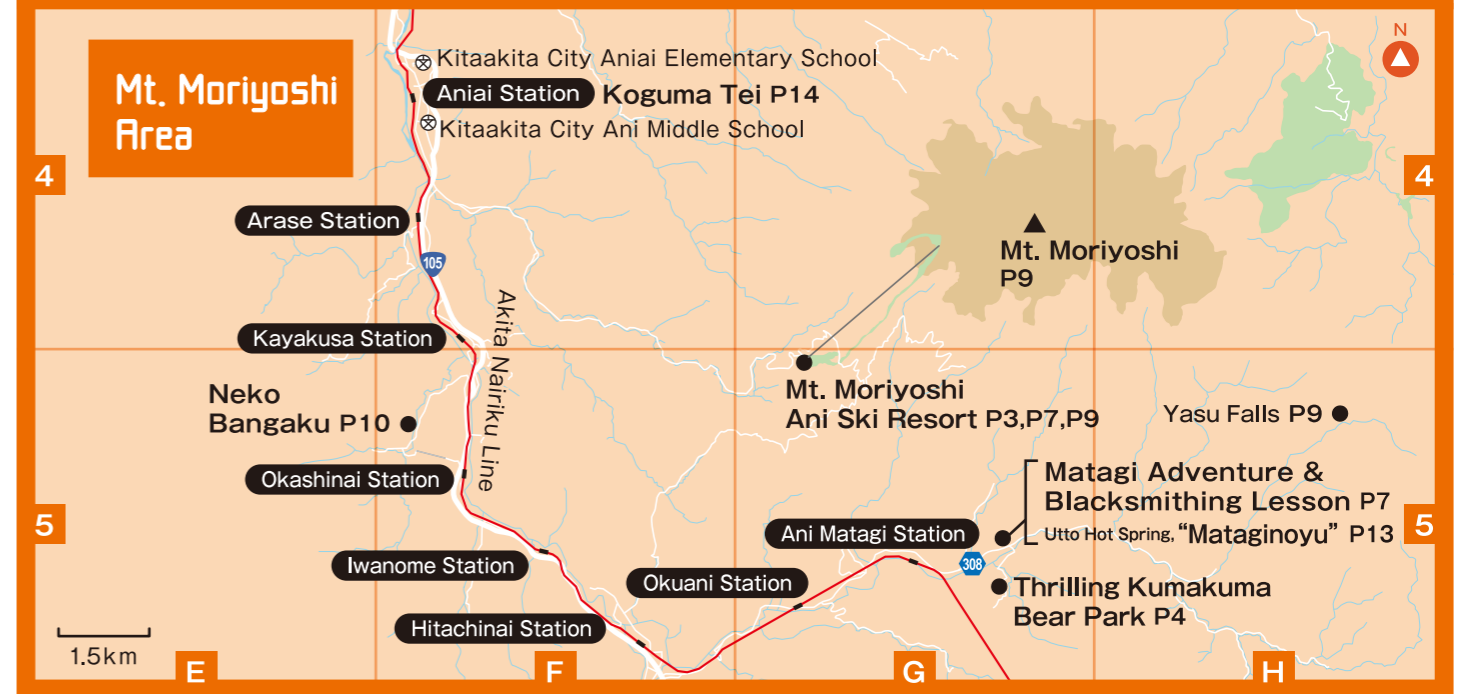 Mt. Moriyoshi
Area
N
Kitaakita City Aniai Elementary School
Aniai Station Koguma Tei P14
Kitaakita City Ani Middle School
4
4
Arase Station
105
Mt. Moriyoshi
P9
Akita Nairiku Line
Kayakusa Station
Neko
Bangaku P10
Mt. Moriyoshi
Ani Ski Resort P3,P7,P9
Yasu Falls P9
Okashinai Station
Matagi Adventure &
Blacksmithing Lesson P7
Utto Hot Spring, “Mataginoyu” P13
5
5
Ani Matagi Station
308
Iwanome Station
Okuani Station
Thrilling Kumakuma
Bear Park P4
Hitachinai Station
1.5km
E
F
G
H